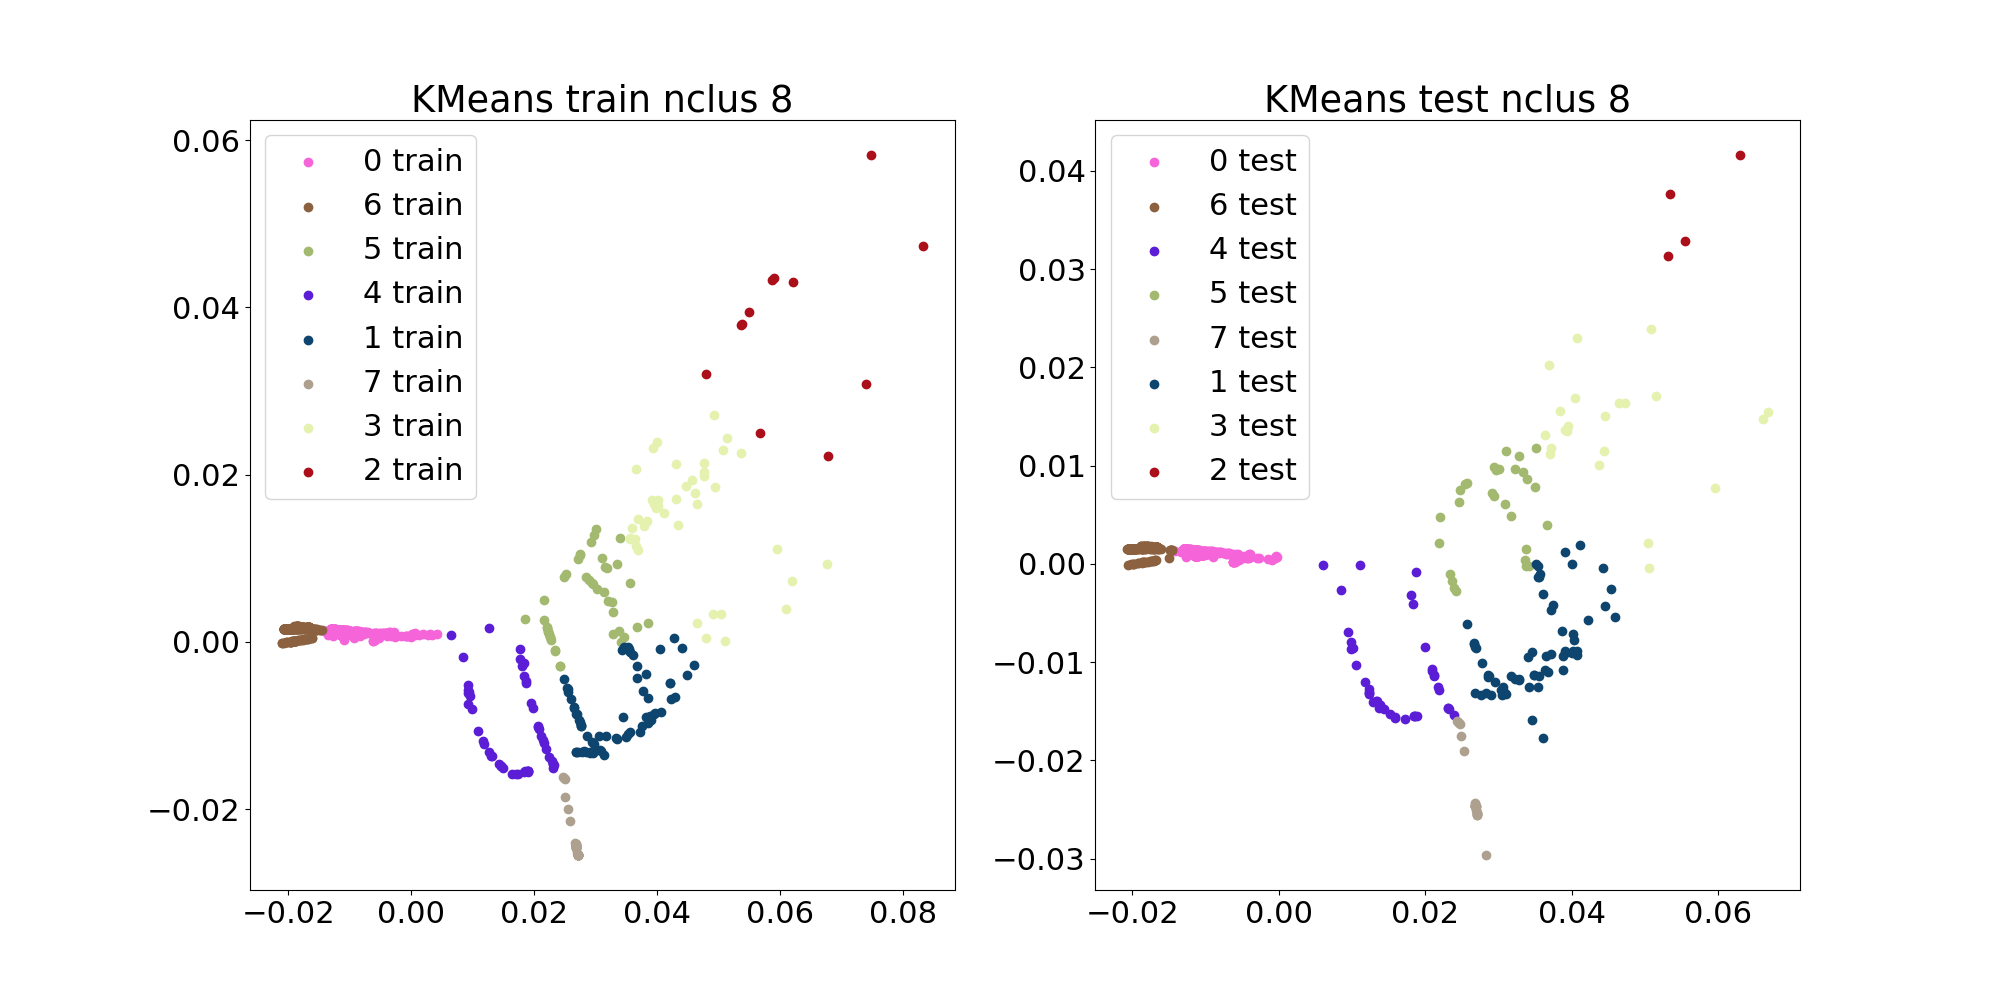 KMeans train nclus 8
0.06
0.04
0.02
0.00
−0.02
0 train
6 train
5 train
4 train
1 train
7 train
3 train
2 train
−0.02 0.00 0.02 0.04 0.06 0.08
KMeans test nclus 8
0.04
0.03
0.02
0.01
0.00
−0.01
−0.02
−0.03
0 test
6 test
4 test
5 test
7 test
1 test
3 test
2 test
−0.02 0.00 0.02 0.04 0.06